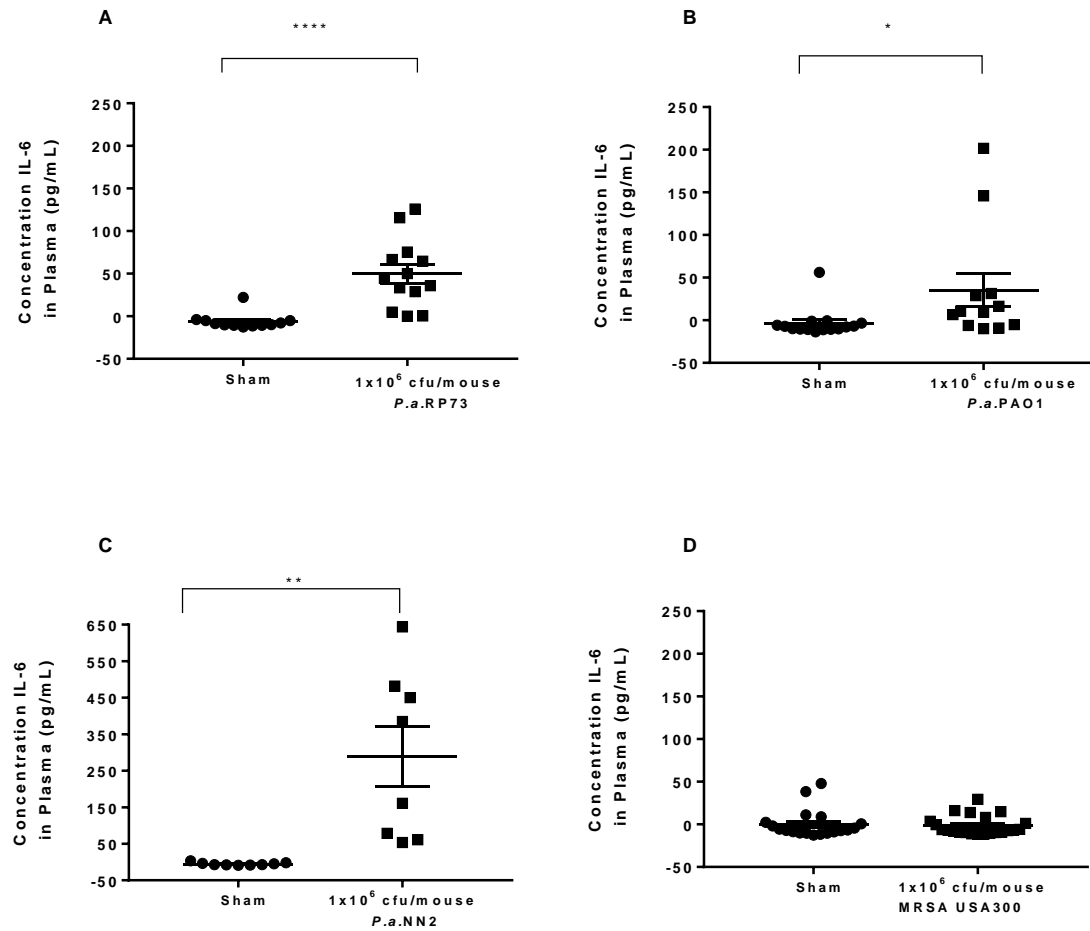 A
****
Concentration IL-6
in Plasma (pg/mL)
250
200
150
100
50
0
-50
Sham
1x10⁶ cfu/mouse
P.a.RP73
B
*
Concentration IL-6
in Plasma (pg/mL)
250
200
150
100
50
0
-50
Sham
1x10⁶ cfu/mouse
P.a.PAO1
C
**
Concentration IL-6
in Plasma (pg/mL)
650
550
450
350
250
150
50
-50
Sham
1x10⁶ cfu/mouse
P.a.NN2
D
Concentration IL-6
in Plasma (pg/mL)
250
200
150
100
50
0
-50
Sham
1x10⁶ cfu/mouse
MRSA USA300